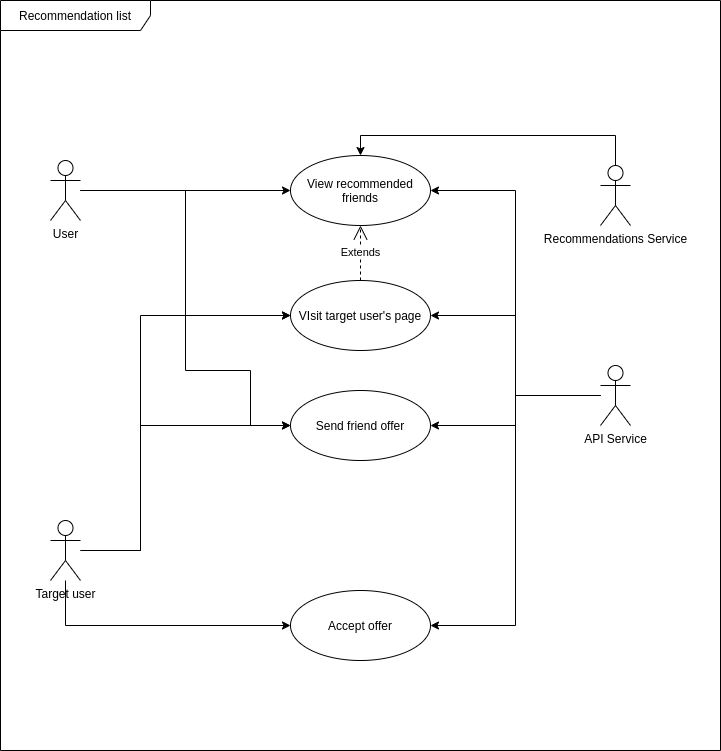 Recommendation list
View recommended
friends
User
Recommendations Service
Extends
VIsit target user's page
Send friend offer
API Service
Target user
Accept offer